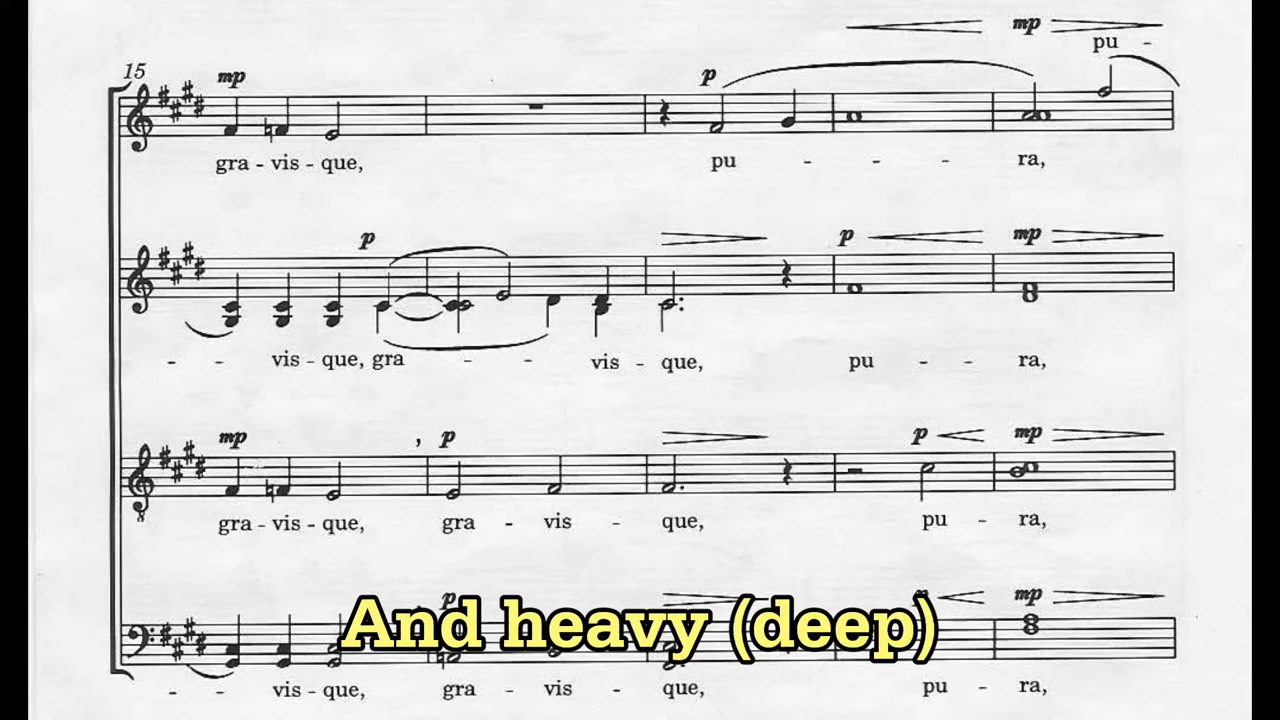 mp
pu -
15
mp
p
gra - vis - que,
pu - - - ra,
p
p
mp
- - vis - que, gra - - vis - que,
pu - - ra,
mp
, p
p
mp
gra - vis - que,
gra - vis - que,
pu - ra,
p
mp
And heavy (deep)
- - vis - que,
gra - vis - que,
pu - ra,